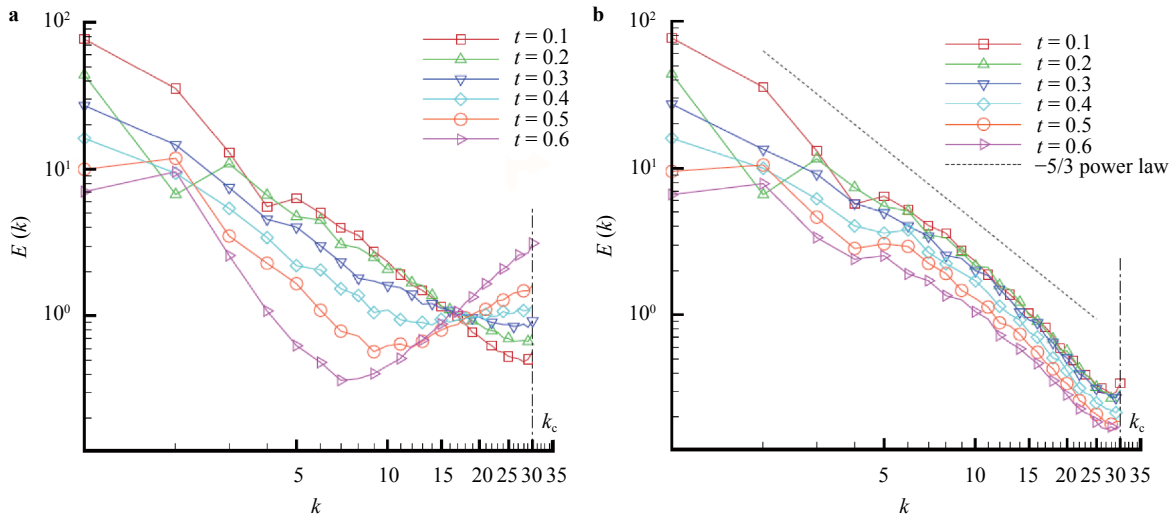 a
10²
10¹
10⁰
E (k)
t = 0.1
t = 0.2
t = 0.3
t = 0.4
t = 0.5
t = 0.6
k_c
5 10 15 20 25 30 35
k
b
10²
10¹
10⁰
E (k)
t = 0.1
t = 0.2
t = 0.3
t = 0.4
t = 0.5
t = 0.6
−5/3 power law
k_c
5 10 15 20 25 30 35
k